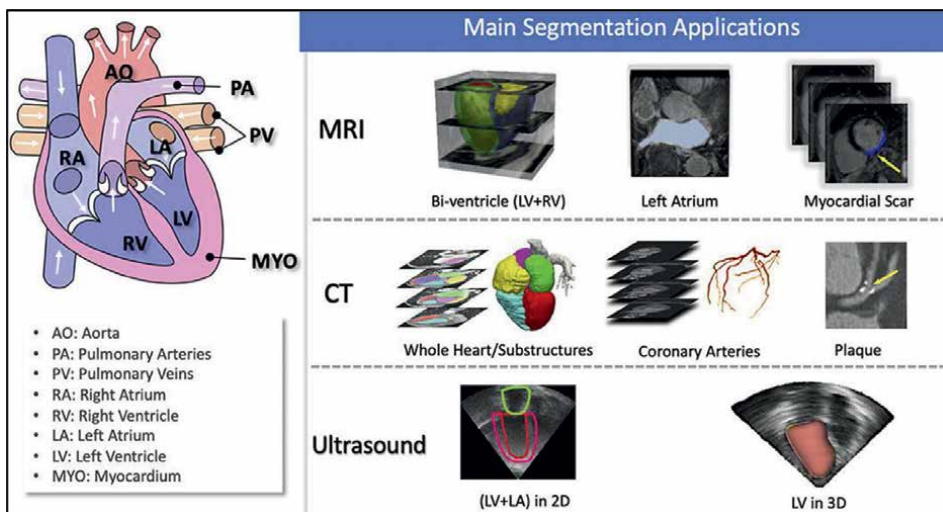 AO
PA
PV
LA
RA
LV
RV
MYO
• AO: Aorta
• PA: Pulmonary Arteries
• PV: Pulmonary Veins
• RA: Right Atrium
• RV: Right Ventricle
• LA: Left Atrium
• LV: Left Ventricle
• MYO: Myocardium
Main Segmentation Applications
MRI
Bi-ventricle (LV+RV)
Left Atrium
Myocardial Scar
CT
Whole Heart/Substructures
Coronary Arteries
Plaque
Ultrasound
(LV+LA) in 2D
LV in 3D